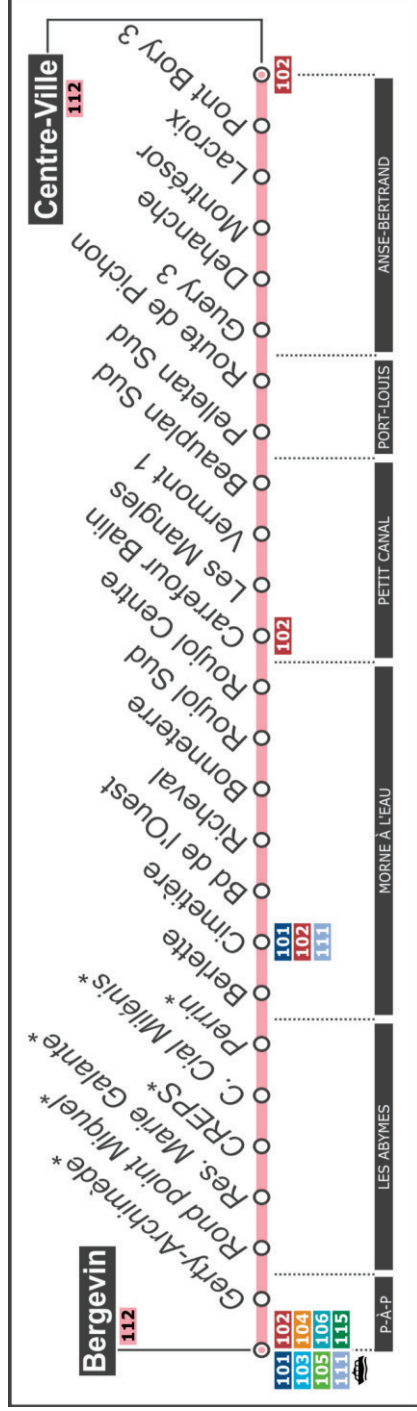 Bergevin
112
101 102
103 104
105 106
111 115
Gerty-Archimède*
Rond point Miquel*
Res. Marie Galante*
CREPS*
C. Cial Milénis*
Perrin*
Berlette
Cimetière
101
102
111
Bd de l'Ouest
Richeval
Bonneterre
Roujol Sud
Roujol Centre
Carrefour Balin
102
Les Mangles
Vermont 1
Beauplan Sud
Pelletan Sud
Route de Pichon
Guery 3
Dehanche
Montrésor
Lacroix
Pont Bory 3
Centre-Ville
112
102
P-À-P
LES ABYMES
MORNE À L'EAU
PETIT CANAL
PORT-LOUIS
ANSE-BERTRAND